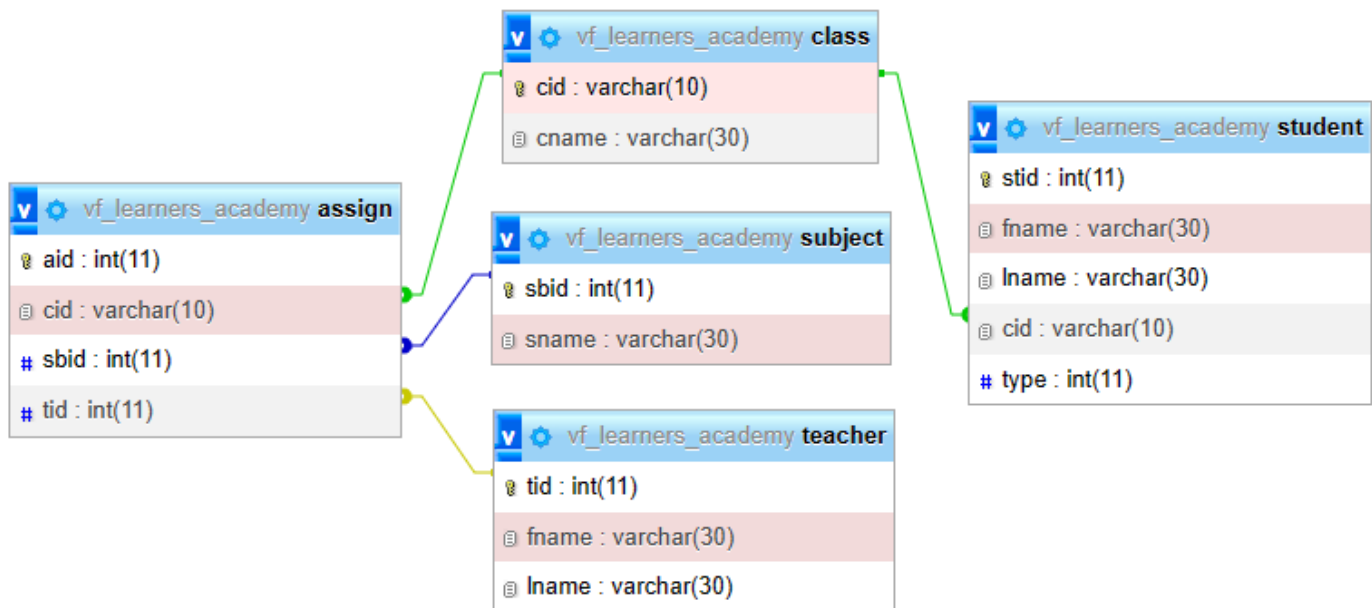 vf_learners_academy class
cid : varchar(10)
cname : varchar(30)
vf_learners_academy student
stid : int(11)
fname : varchar(30)
lname : varchar(30)
cid : varchar(10)
# type : int(11)
vf_learners_academy assign
aid : int(11)
cid : varchar(10)
# sbid : int(11)
# tid : int(11)
vf_learners_academy subject
sbid : int(11)
sname : varchar(30)
vf_learners_academy teacher
tid : int(11)
fname : varchar(30)
lname : varchar(30)